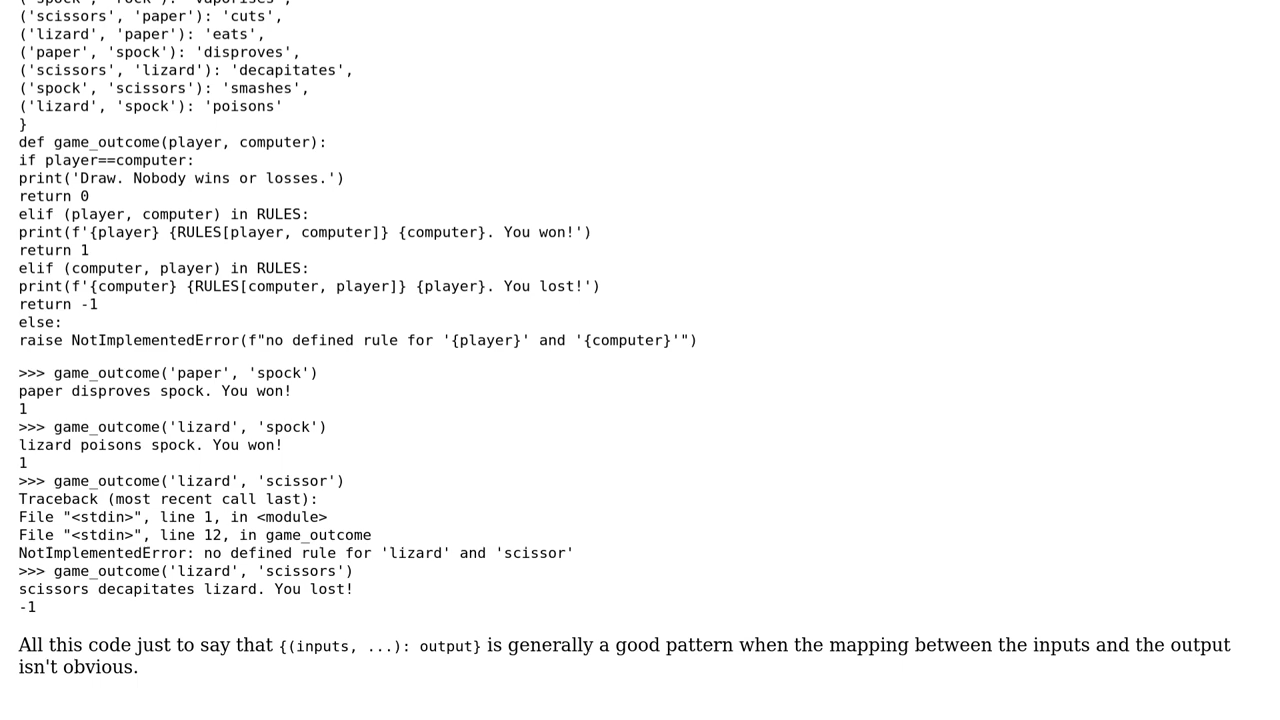 ('spock', 'rock'): 'vaporises',
('scissors', 'paper'): 'cuts',
('lizard', 'paper'): 'eats',
('paper', 'spock'): 'disproves',
('scissors', 'lizard'): 'decapitates',
('spock', 'scissors'): 'smashes',
('lizard', 'spock'): 'poisons'
}
def game_outcome(player, computer):
if player==computer:
print('Draw. Nobody wins or losses.')
return 0
elif (player, computer) in RULES:
print(f'{player} {RULES[player, computer]} {computer}. You won!')
return 1
elif (computer, player) in RULES:
print(f'{computer} {RULES[computer, player]} {player}. You lost!')
return -1
else:
raise NotImplementedError(f"no defined rule for '{player}' and '{computer}'")
>>> game_outcome('paper', 'spock')
paper disproves spock. You won!
1
>>> game_outcome('lizard', 'spock')
lizard poisons spock. You won!
1
>>> game_outcome('lizard', 'scissor')
Traceback (most recent call last):
File "<stdin>", line 1, in <module>
File "<stdin>", line 12, in game_outcome
NotImplementedError: no defined rule for 'lizard' and 'scissor'
>>> game_outcome('lizard', 'scissors')
scissors decapitates lizard. You lost!
-1
All this code just to say that {(inputs, ...): output} is generally a good pattern when the mapping between the inputs and the output
isn't obvious.